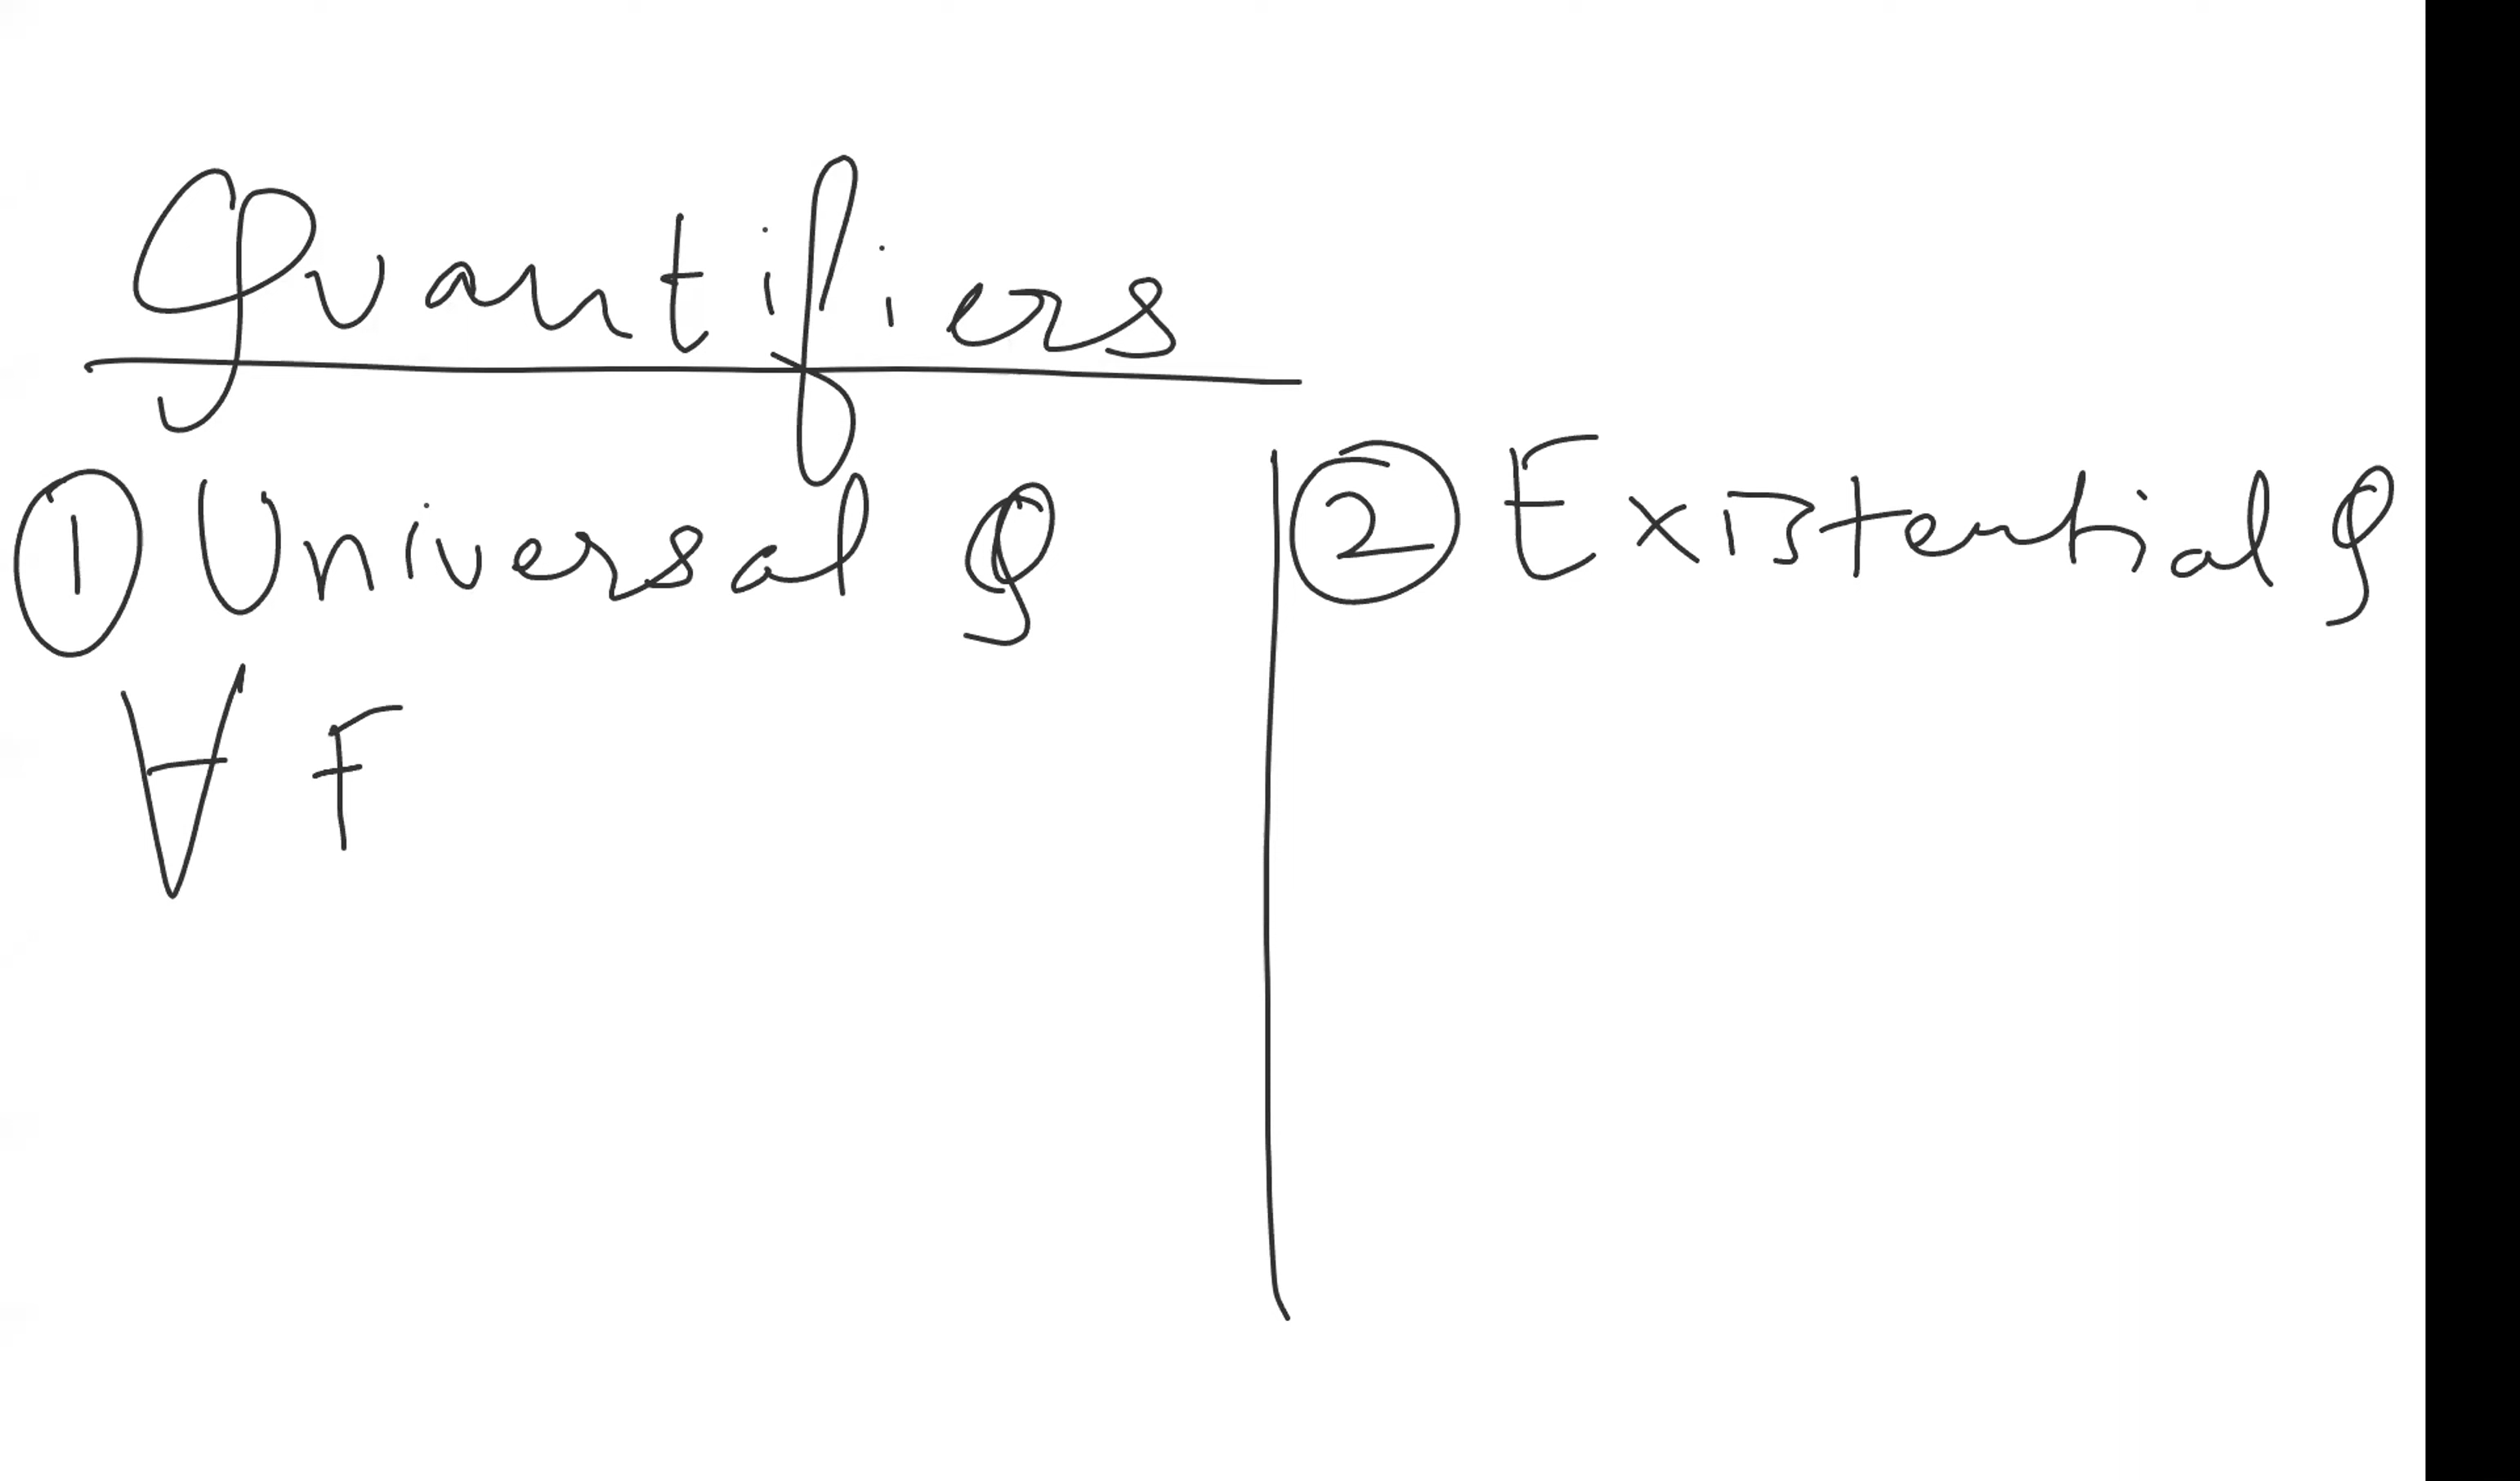 Quantifiers
① Universal Q
∀ F
② Existential Q